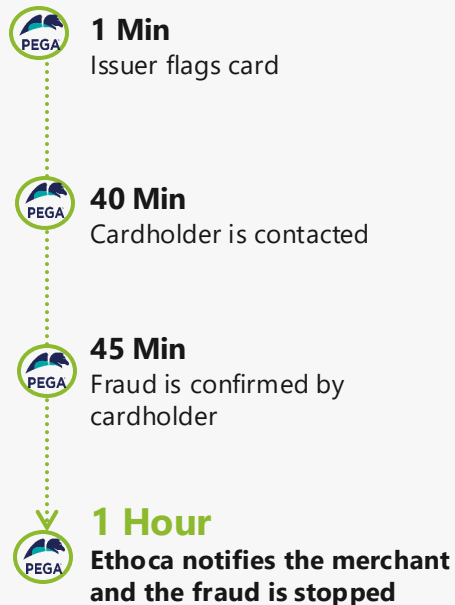 PEGA
1 Min
Issuer flags card
PEGA
40 Min
Cardholder is contacted
PEGA
45 Min
Fraud is confirmed by
cardholder
PEGA
1 Hour
Ethoca notifies the merchant
and the fraud is stopped